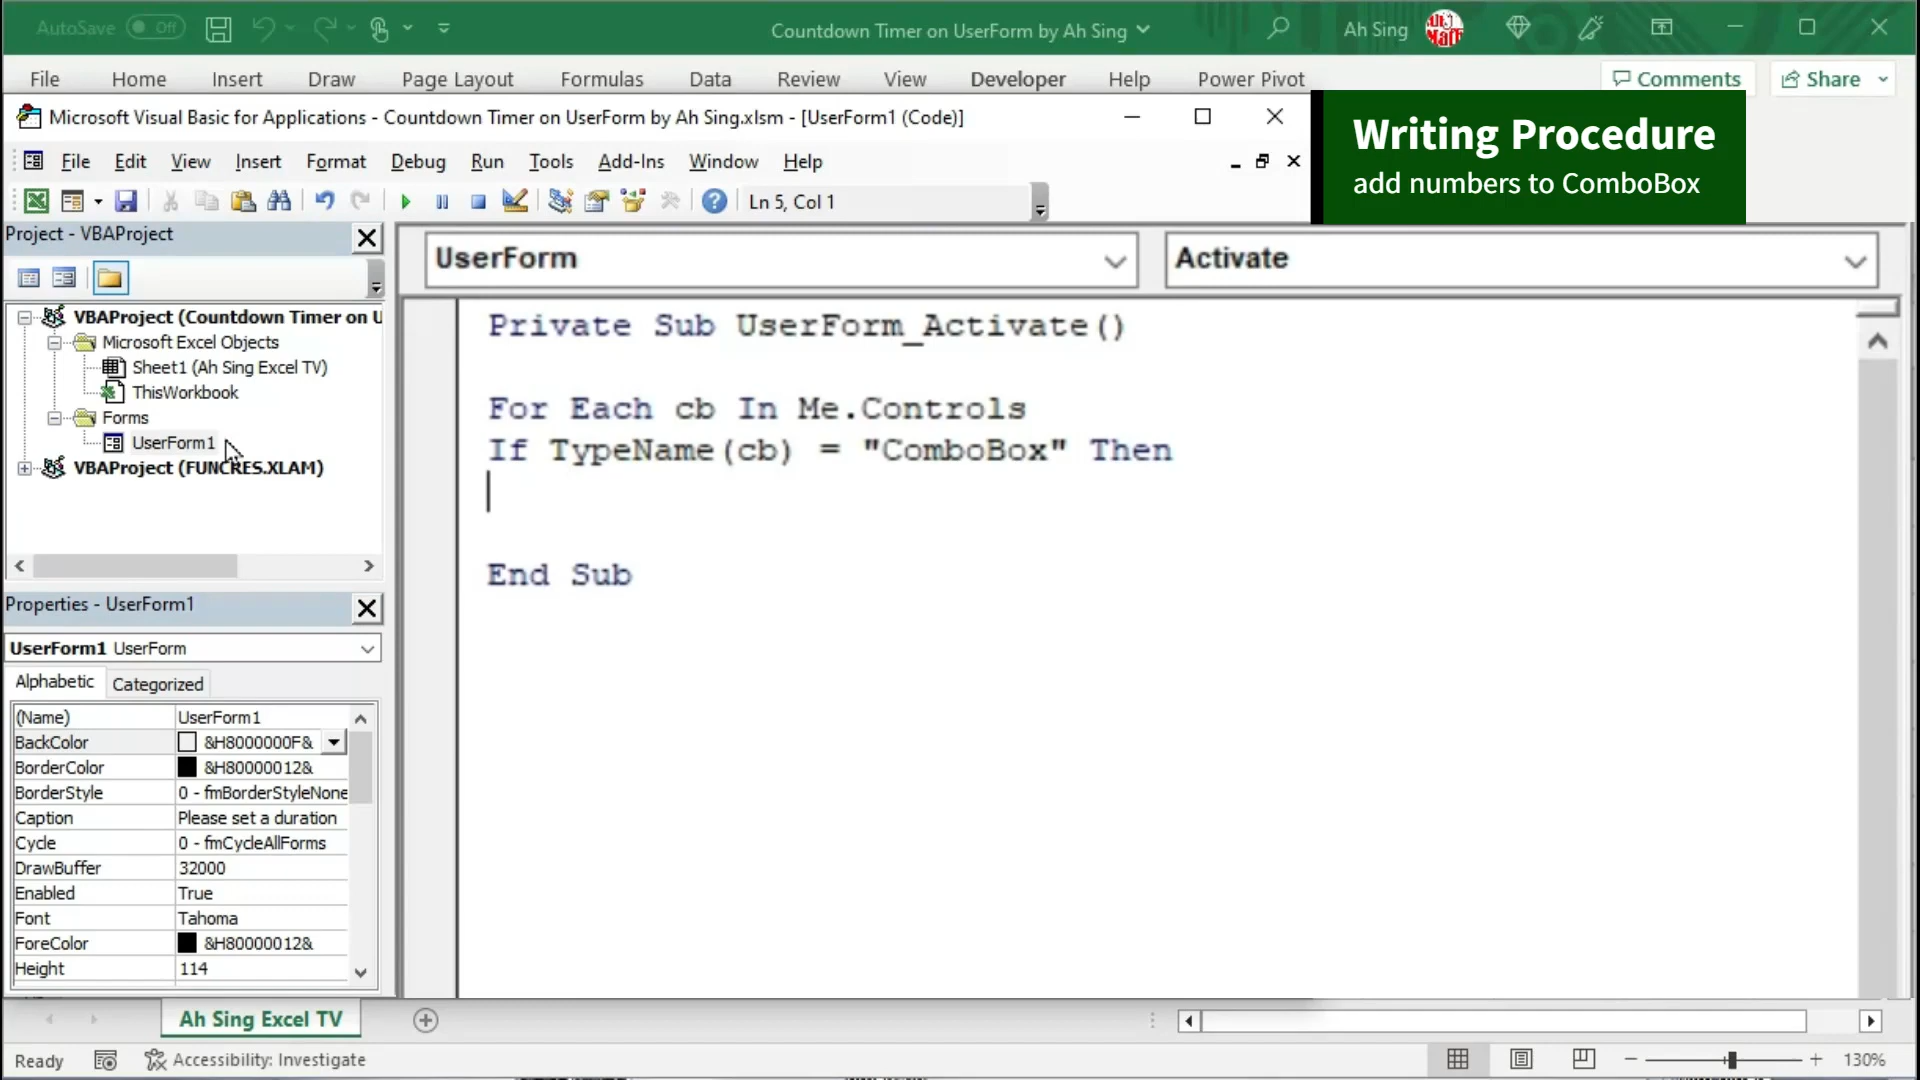 AutoSave Off
Countdown Timer on UserForm by Ah Sing
Ah Sing
File Home Insert Draw Page Layout Formulas Data Review View Developer Help Power Pivot
Comments Share
Microsoft Visual Basic for Applications - Countdown Timer on UserForm by Ah Sing.xlsm - [UserForm1 (Code)]
Writing Procedure
add numbers to ComboBox
File Edit View Insert Format Debug Run Tools Add-Ins Window Help
Ln 5, Col 1
Project - VBAProject
UserForm
Activate
VBAProject (Countdown Timer on U
Microsoft Excel Objects
Sheet1 (Ah Sing Excel TV)
ThisWorkbook
Forms
UserForm1
VBAProject (FUNCRES.XLAM)
Private Sub UserForm_Activate()
For Each cb In Me.Controls
If TypeName(cb) = "ComboBox" Then
End Sub
Properties - UserForm1
UserForm1 UserForm
Alphabetic Categorized
(Name) UserForm1
BackColor &H8000000F&
BorderColor &H80000012&
BorderStyle 0 - fmBorderStyleNone
Caption Please set a duration
Cycle 0 - fmCycleAllForms
DrawBuffer 32000
Enabled True
Font Tahoma
ForeColor &H80000012&
Height 114
Ah Sing Excel TV
Ready Accessibility: Investigate
130%